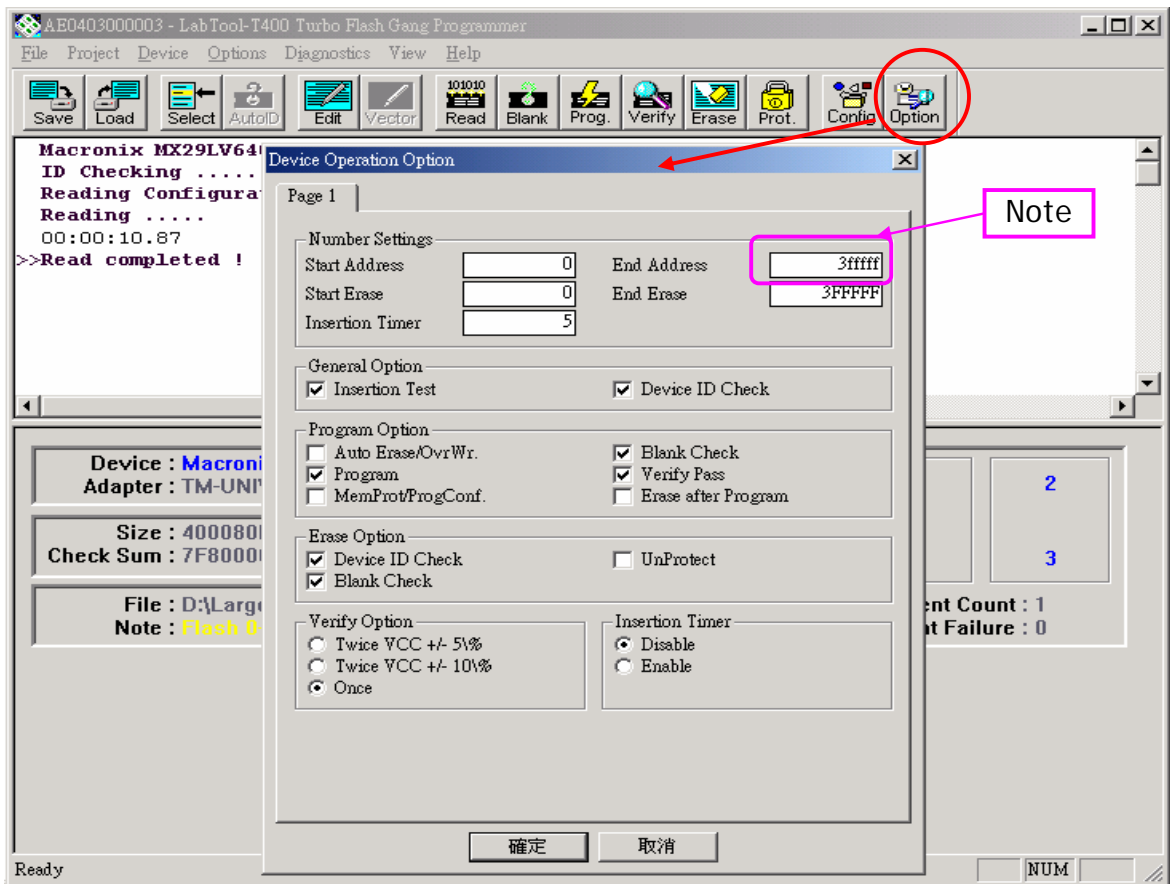 AE0403000003 - LabTool-T400 Turbo Flash Gang Programmer
File Project Device Options Diagnostics View Help
Save Load Select AutoID Edit Vector 101010 Read Blank Prog. Verify Erase Prot. Config Option
Macronix MX29LV64
ID Checking .....
Reading Configura
Reading .....
00:00:10.87
>>Read completed !
Device Operation Option
Page 1
Note
Number Settings
Start Address 0 End Address 3fffff
Start Erase 0 End Erase 3FFFFF
Insertion Timer 5
General Option
Insertion Test Device ID Check
Program Option
Auto Erase/OvrWr. Blank Check
Program Verify Pass
MemProt/ProgConf. Erase after Program
Erase Option
Device ID Check UnProtect
Blank Check
Verify Option
Twice VCC +/- 5\%
Twice VCC +/- 10\%
Once
Insertion Timer
Disable
Enable
確定 取消
Device : Macroni
Adapter : TM-UNI
Size : 400080
Check Sum : 7F8000
File : D:\Larg
Note : Flash 0
2
3
ent Count : 1
t Failure : 0
Ready NUM